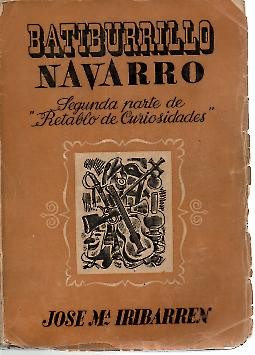 BATIBURRILLO
NAVARRO
Segunda parte de
"Retablo de Curiosidades"
JOSE Mª IRIBARREN